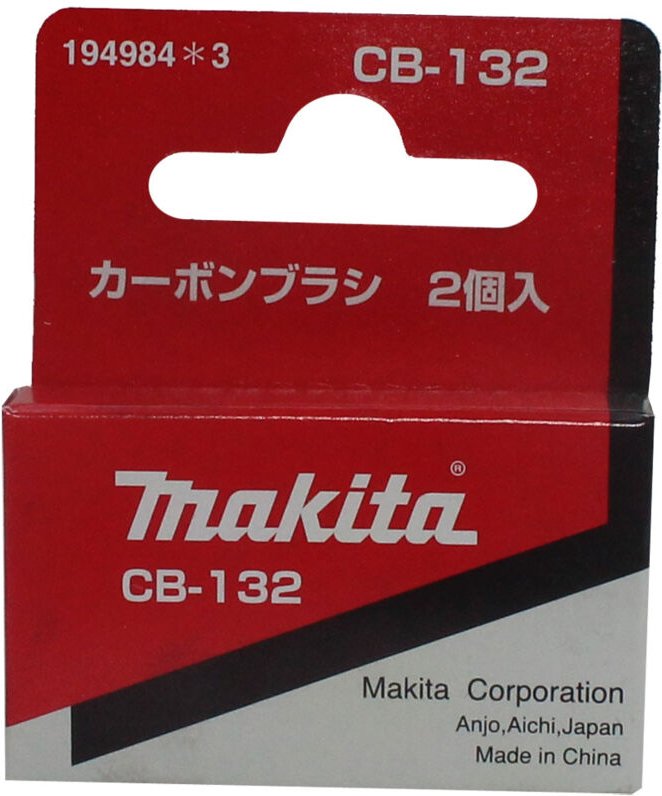 194984＊3 CB-132
カーボンブラシ 2個入
makita®
CB-132
Makita Corporation
Anjo,Aichi,Japan
Made in China